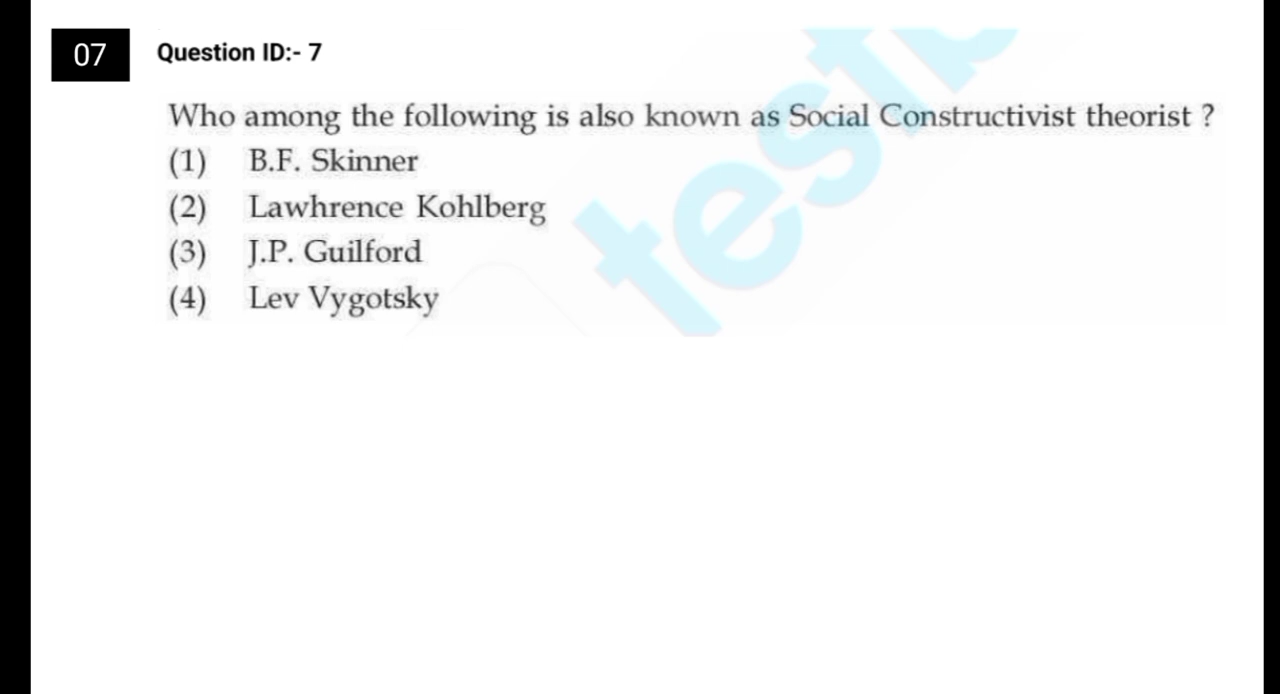 07 Question ID:- 7
Who among the following is also known as Social Constructivist theorist ?
(1) B.F. Skinner
(2) Lawhrence Kohlberg
(3) J.P. Guilford
(4) Lev Vygotsky